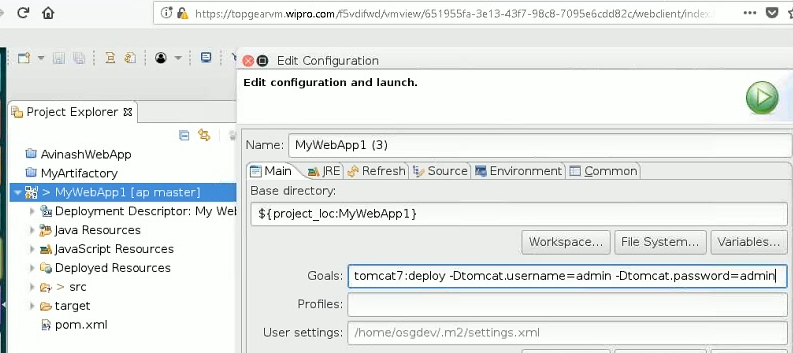 https://topgearvm.wipro.com/f5vdifwd/vmview/651955fa-3e13-43f7-98c8-7095e6cdd82c/webclient/index.
Edit Configuration
Edit configuration and launch.
Project Explorer
Name: MyWebApp1 (3)
AvinashWebApp
MyArtifactory
> MyWebApp1 [ap master]
Deployment Descriptor: My Wel
Java Resources
JavaScript Resources
Deployed Resources
> src
target
pom.xml
Main JRE Refresh Source Environment Common
Base directory:
${project_loc:MyWebApp1}
Workspace... File System... Variables...
Goals: tomcat7:deploy -Dtomcat.username=admin -Dtomcat.password=admin
Profiles:
User settings: /home/osgdev/.m2/settings.xml